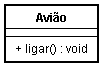 Avião
+ ligar() : void